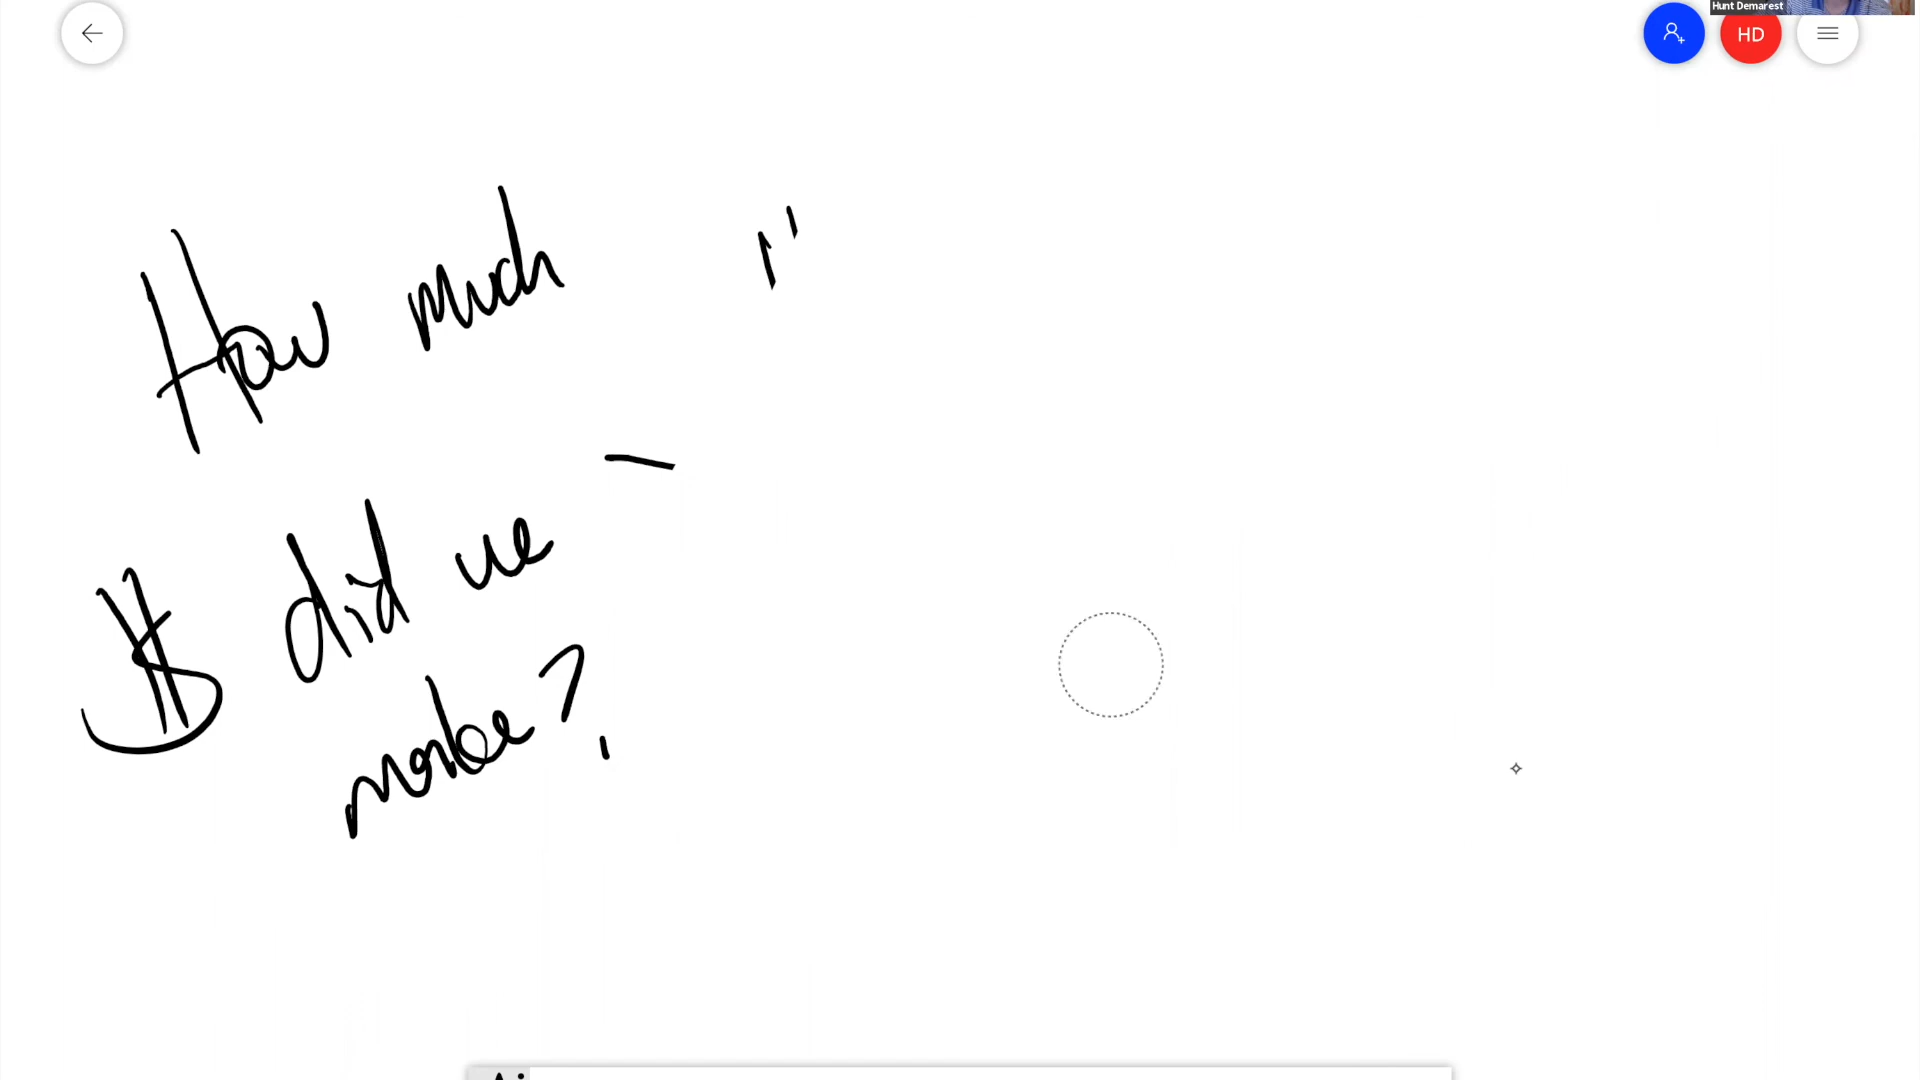 Hunt Demarest
HD
How much "
$ did we
make?